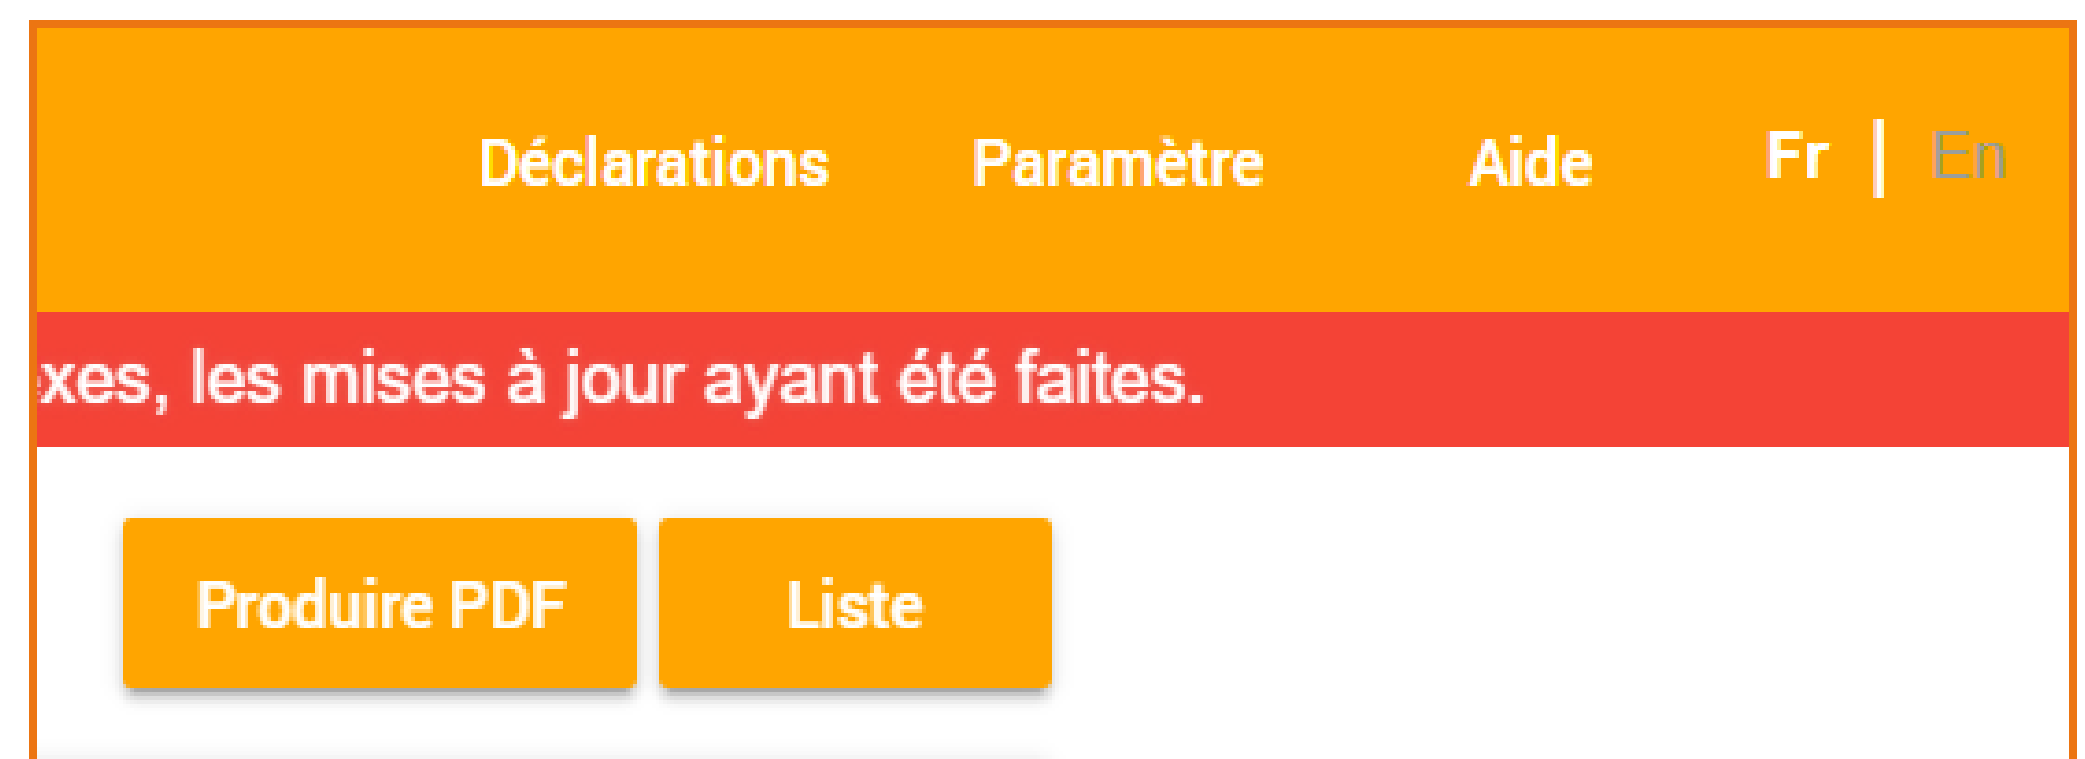 Déclarations Paramètre Aide Fr | En
xes, les mises à jour ayant été faites.
Produire PDF Liste